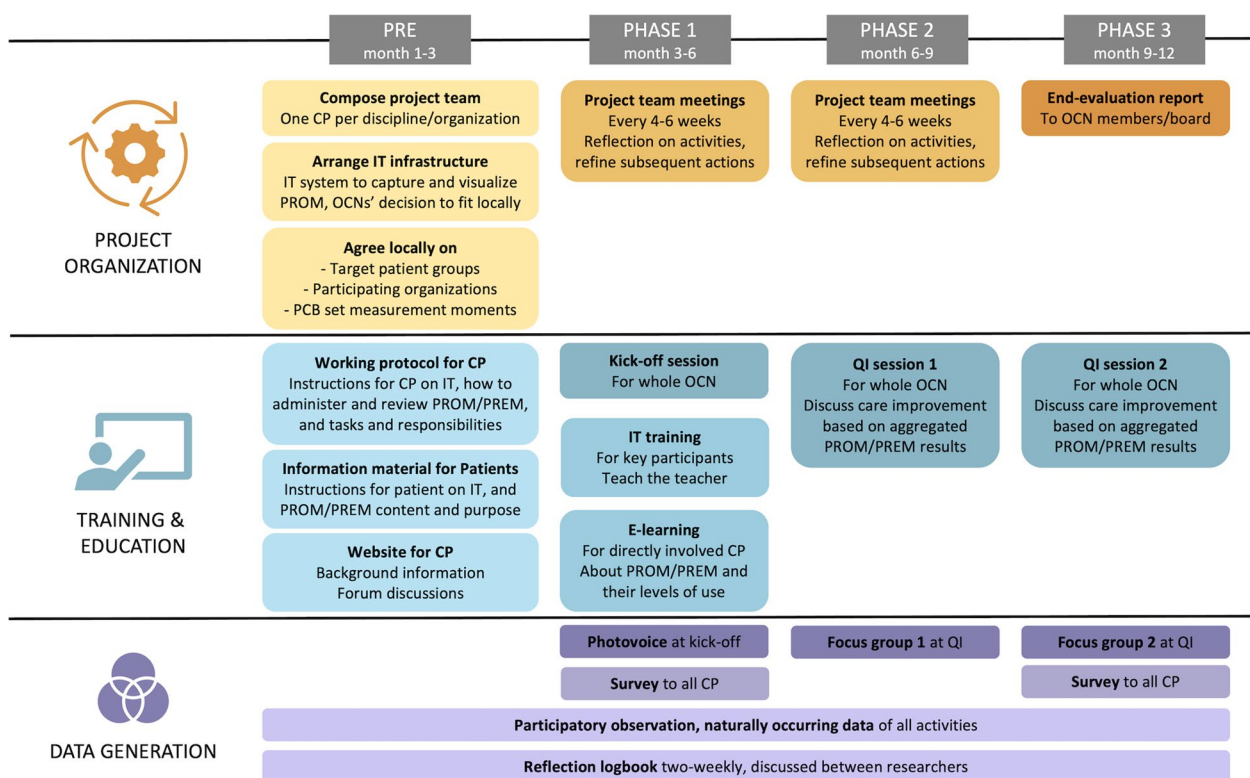 PRE
month 1-3
PHASE 1
month 3-6
PHASE 2
month 6-9
PHASE 3
month 9-12
PROJECT
ORGANIZATION
Compose project team
One CP per discipline/organization
Arrange IT infrastructure
IT system to capture and visualize
PROM, OCNs' decision to fit locally
Agree locally on
- Target patient groups
- Participating organizations
- PCB set measurement moments
Project team meetings
Every 4-6 weeks
Reflection on activities,
refine subsequent actions
Project team meetings
Every 4-6 weeks
Reflection on activities,
refine subsequent actions
End-evaluation report
To OCN members/board
TRAINING &
EDUCATION
Working protocol for CP
Instructions for CP on IT, how to
administer and review PROM/PREM,
and tasks and responsibilities
Information material for Patients
Instructions for patient on IT, and
PROM/PREM content and purpose
Website for CP
Background information
Forum discussions
Kick-off session
For whole OCN
IT training
For key participants
Teach the teacher
E-learning
For directly involved CP
About PROM/PREM and
their levels of use
QI session 1
For whole OCN
Discuss care improvement
based on aggregated
PROM/PREM results
QI session 2
For whole OCN
Discuss care improvement
based on aggregated
PROM/PREM results
DATA GENERATION
Photovoice at kick-off
Focus group 1 at QI
Focus group 2 at QI
Survey to all CP
Survey to all CP
Participatory observation, naturally occurring data of all activities
Reflection logbook two-weekly, discussed between researchers